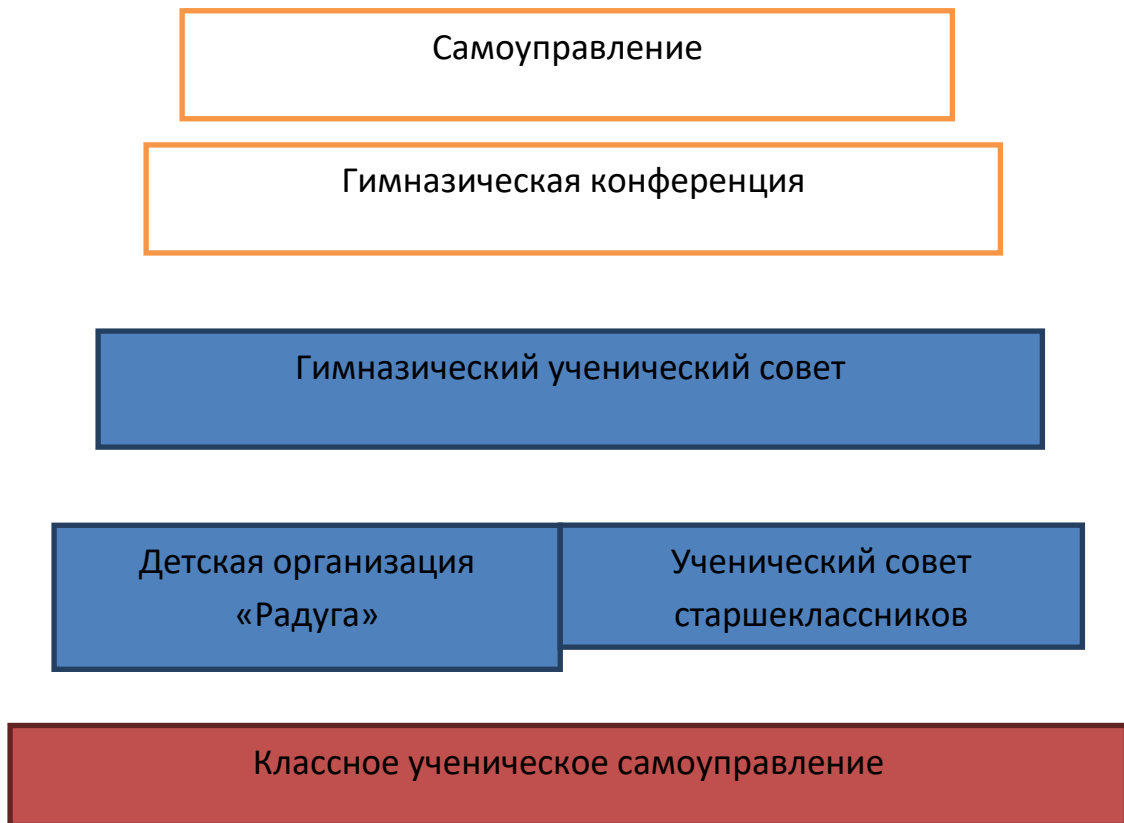 Самоуправление
Гимназическая конференция
Гимназический ученический совет
Детская организация
«Радуга»
Ученический совет
старшеклассников
Классное ученическое самоуправление